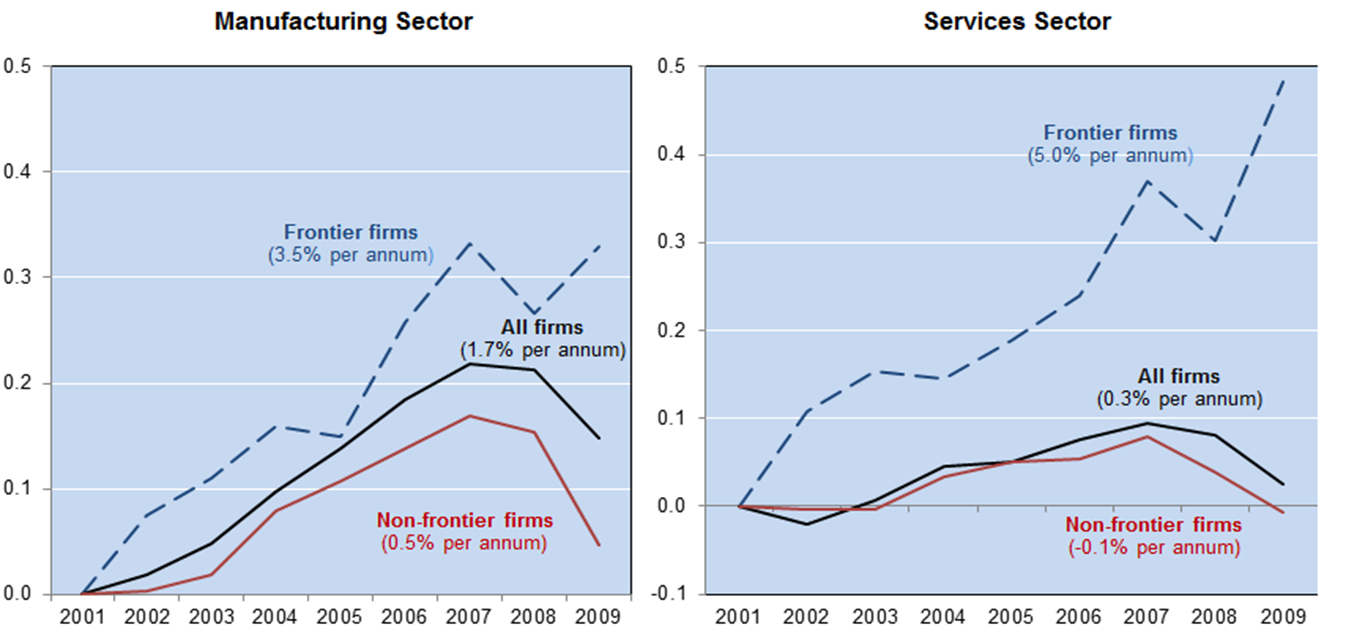 Manufacturing Sector
0.5
0.4
0.3
0.2
0.1
0.0
Frontier firms
(3.5% per annum)
All firms
(1.7% per annum)
Non-frontier firms
(0.5% per annum)
2001 2002 2003 2004 2005 2006 2007 2008 2009
Services Sector
0.5
0.4
0.3
0.2
0.1
0.0
-0.1
Frontier firms
(5.0% per annum)
All firms
(0.3% per annum)
Non-frontier firms
(-0.1% per annum)
2001 2002 2003 2004 2005 2006 2007 2008 2009